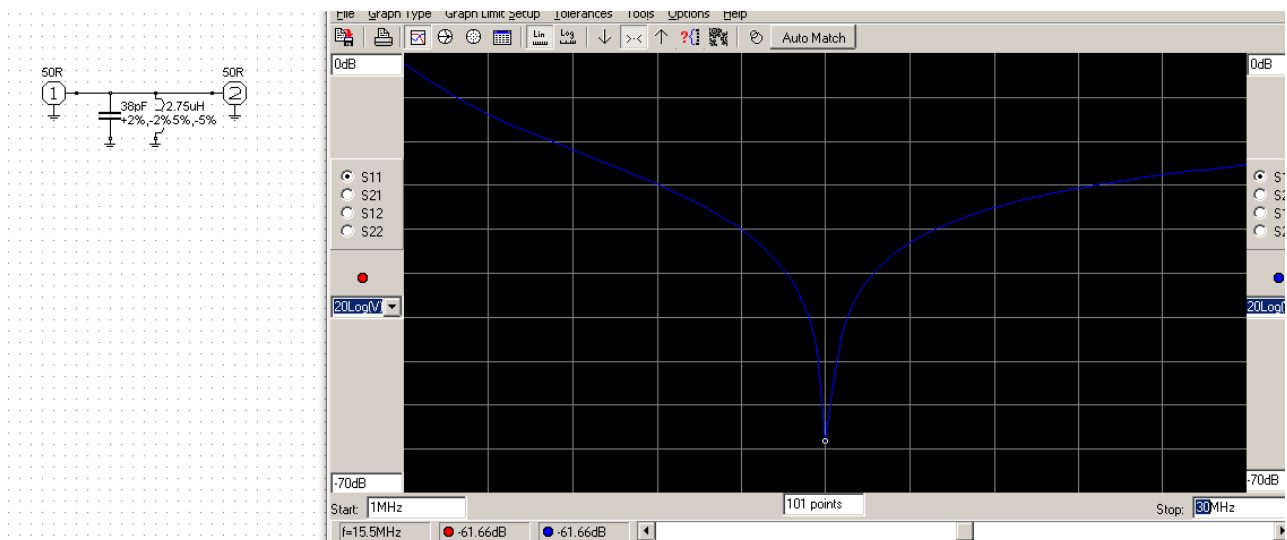 File Graph Type Graph Limit Setup Tolerances Tools Options Help
Lin Log ?{} Auto Match
0dB 0dB
50R 50R
1 2
38pF 2.75uH
+2%,-2% 5%,-5%
S11
S21
S12
S22
20Log(V)
-70dB -70dB
Start: 1MHz 101 points Stop: 30MHz
f=15.5MHz -61.66dB -61.66dB